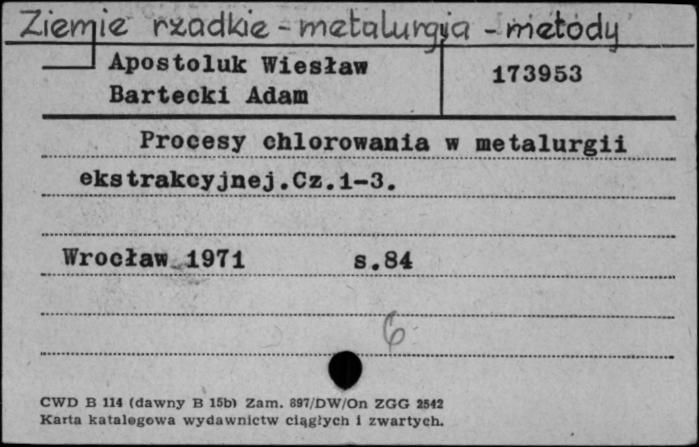 Ziemie rzadkie - metalurgia - metody
Apostoluk Wiesław
173953
Bartecki Adam
Procesy chlorowania w metalurgii
ekstrakcyjnej.Cz.1-3.
Wrocław 1971 s.84
6
CWD B 114 (dawny B 15b) Zam. 897/DW/On ZGG 2542
Karta katalogowa wydawnictw ciągłych i zwartych.